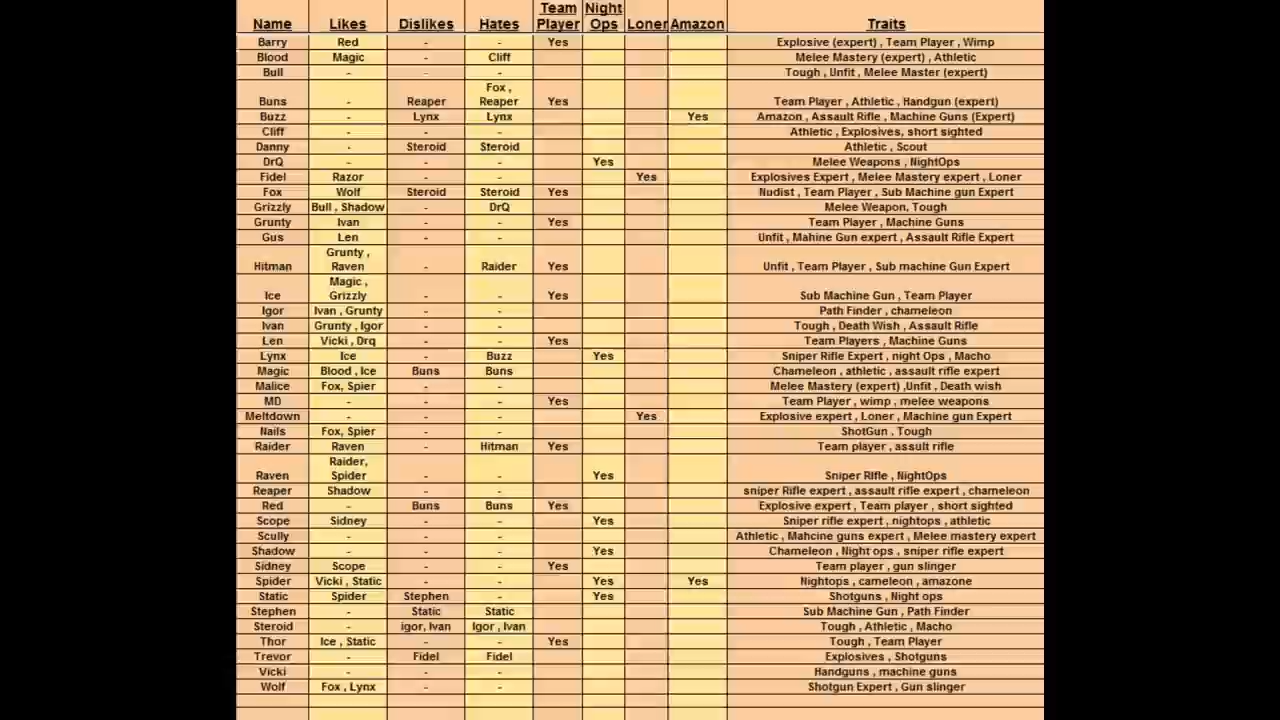 Name Likes Dislikes Hates Team Player Night Ops Loner Amazon Traits
Barry Red - - Yes Explosive (expert) , Team Player , Wimp
Blood Magic - Cliff Melee Mastery (expert) , Athletic
Bull - - - Tough , Unfit , Melee Master (expert)
Buns - Reaper Fox , Reaper Yes Team Player , Athletic , Handgun (expert)
Buzz - Lynx Lynx Yes Amazon , Assault Rifle , Machine Guns (Expert)
Cliff - - - Athletic , Explosives, short sighted
Danny - Steroid Steroid Athletic , Scout
DrQ - - - Yes Melee Weapons , NightOps
Fidel Razor - - Yes Explosives Expert , Melee Mastery expert , Loner
Fox Wolf Steroid Steroid Yes Nudist , Team Player , Sub Machine gun Expert
Grizzly Bull , Shadow - DrQ Melee Weapon, Tough
Grunty Ivan - - Yes Team Player , Machine Guns
Gus Len - - Unfit , Mahine Gun expert , Assault Rifle Expert
Hitman Grunty , Raven - Raider Yes Unfit , Team Player , Sub machine Gun Expert
Ice Magic , Grizzly - - Yes Sub Machine Gun , Team Player
Igor Ivan , Grunty - - Path Finder , chameleon
Ivan Grunty , Igor - - Tough , Death Wish , Assault Rifle
Len Vicki , Drq - - Yes Team Players , Machine Guns
Lynx Ice - Buzz Yes Sniper Rifle Expert , night Ops , Macho
Magic Blood , Ice Buns Buns Chameleon , athletic , assault rifle expert
Malice Fox, Spier - - Melee Mastery (expert) ,Unfit , Death wish
MD - - - Yes Team Player , wimp , melee weapons
Meltdown - - - Yes Explosive expert , Loner , Machine gun Expert
Nails Fox, Spier - - ShotGun , Tough
Raider Raven - Hitman Yes Team player , assult rifle
Raven Raider, Spider - - Yes Sniper RIfle , NightOps
Reaper Shadow - - sniper Rifle expert , assault rifle expert , chameleon
Red - Buns Buns Yes Explosive expert , Team player , short sighted
Scope Sidney - - Yes Sniper rifle expert , nightops , athletic
Scully - - - Athletic , Mahcine guns expert , Melee mastery expert
Shadow - - - Yes Chameleon , Night ops , sniper rifle expert
Sidney Scope - - Yes Team player , gun slinger
Spider Vicki , Static - - Yes Yes Nightops , cameleon , amazone
Static Spider Stephen - Yes Shotguns , Night ops
Stephen - Static Static Sub Machine Gun , Path Finder
Steroid - igor , Ivan Igor , Ivan Tough , Athletic , Macho
Thor Ice , Static - - Yes Tough , Team Player
Trevor - Fidel Fidel Explosives , Shotguns
Vicki - - - Handguns , machine guns
Wolf Fox , Lynx - - Shotgun Expert , Gun slinger